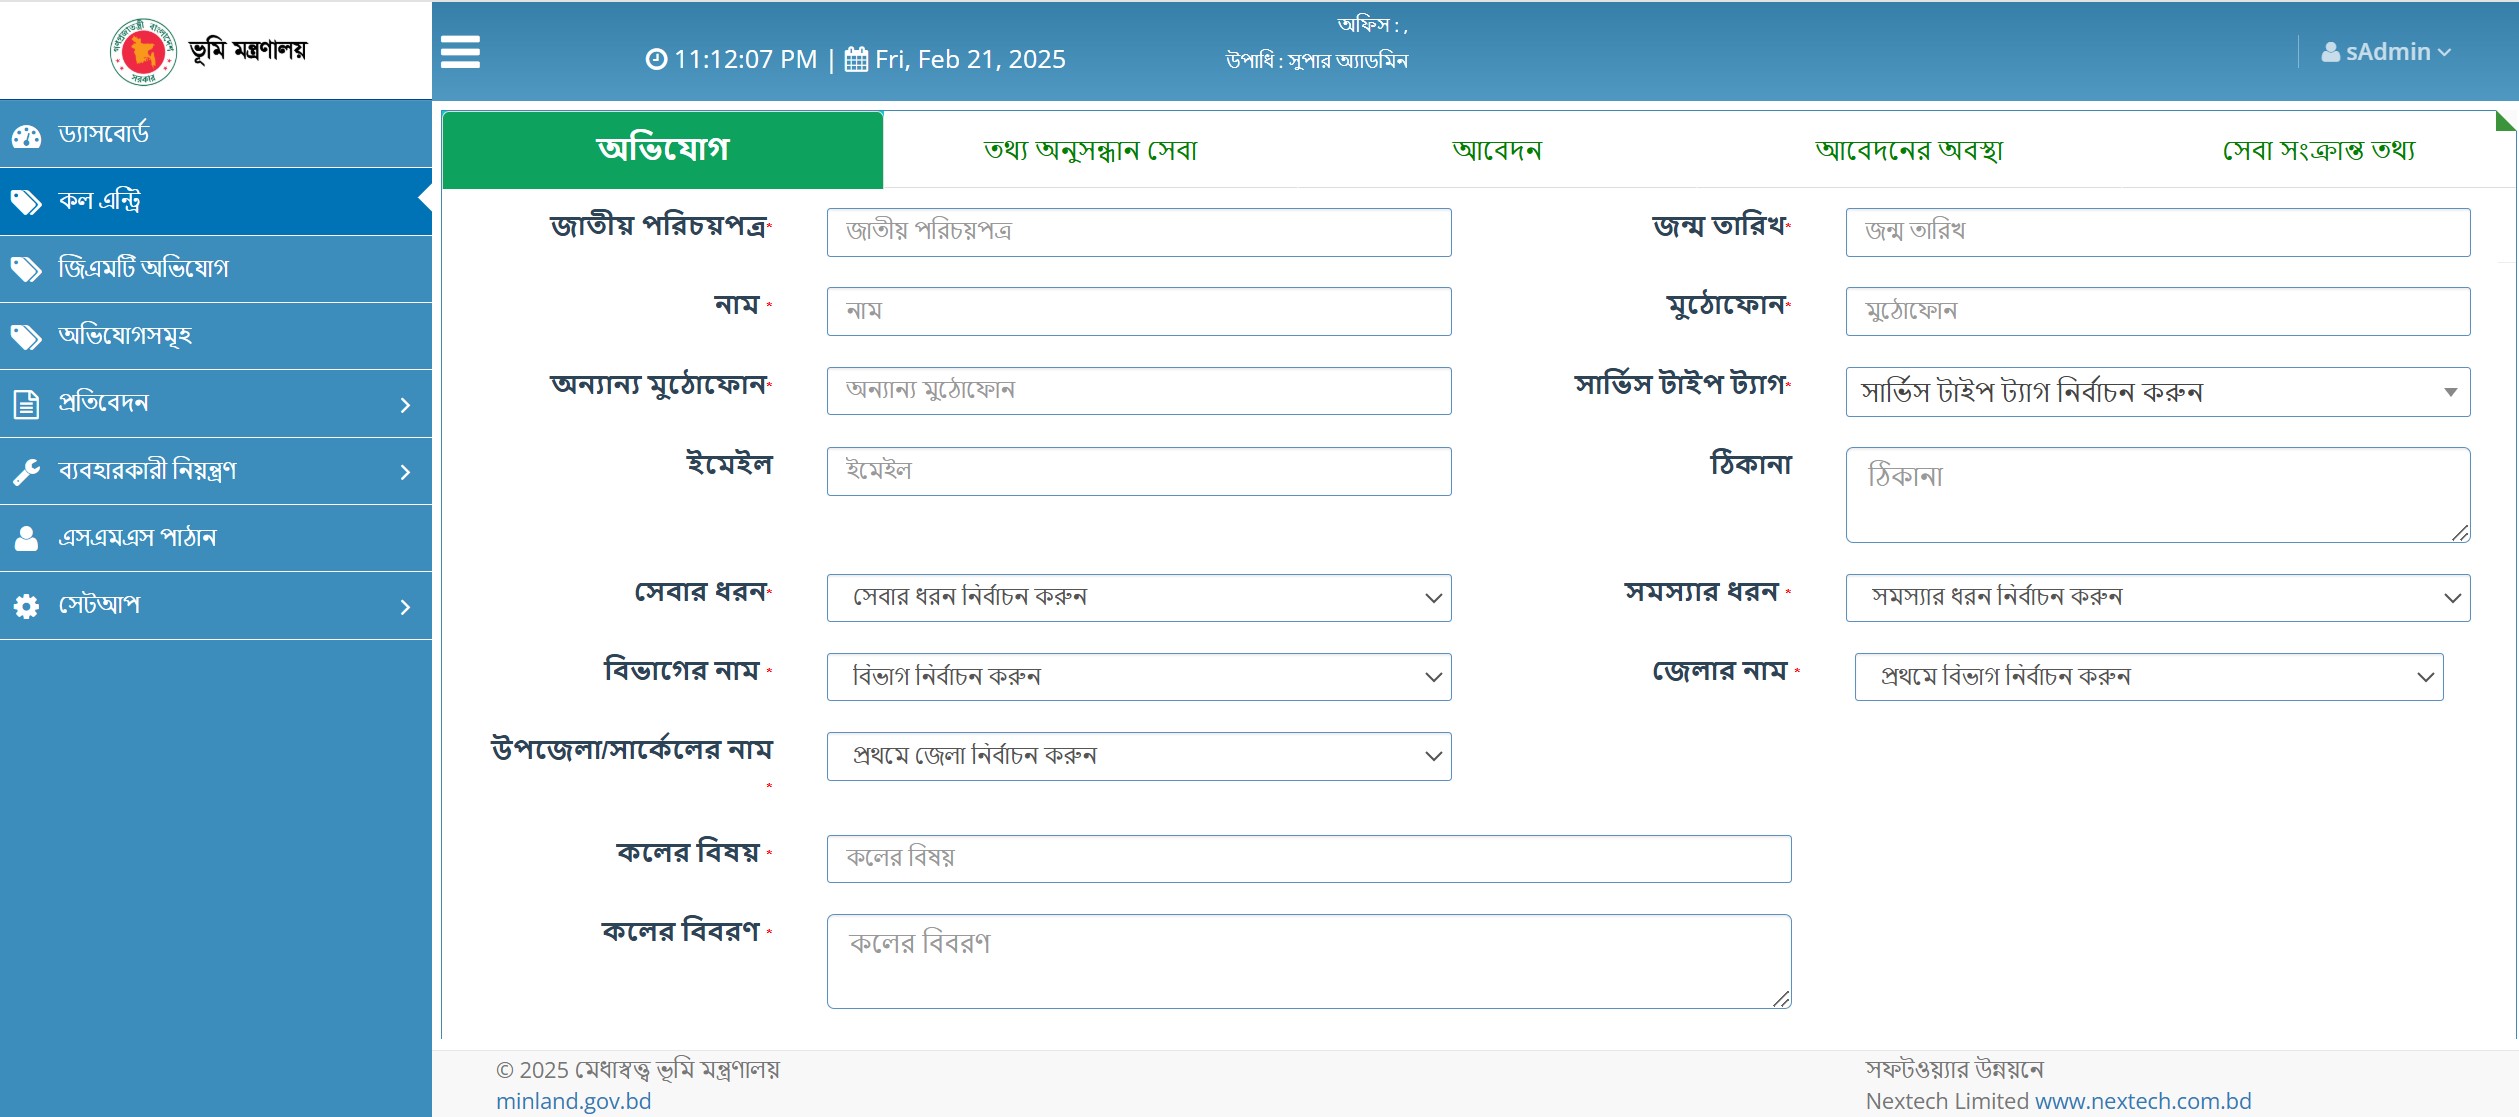 ভূমি মন্ত্রণালয়
11:12:07 PM | Fri, Feb 21, 2025
অফিস : ,
উপাধি : সুপার অ্যাডমিন
sAdmin
ড্যাসবোর্ড
কল এন্ট্রি
জিএমটি অভিযোগ
অভিযোগসমূহ
প্রতিবেদন
ব্যবহারকারী নিয়ন্ত্রণ
এসএমএস পাঠান
সেটআপ
অভিযোগ তথ্য অনুসন্ধান সেবা আবেদন আবেদনের অবস্থা সেবা সংক্রান্ত তথ্য
জাতীয় পরিচয়পত্র* জাতীয় পরিচয়পত্র জন্ম তারিখ* জন্ম তারিখ
নাম * নাম মুঠোফোন* মুঠোফোন
অন্যান্য মুঠোফোন* অন্যান্য মুঠোফোন সার্ভিস টাইপ ট্যাগ* সার্ভিস টাইপ ট্যাগ নির্বাচন করুন
ইমেইল ইমেইল ঠিকানা ঠিকানা
সেবার ধরন* সেবার ধরন নির্বাচন করুন সমস্যার ধরন * সমস্যার ধরন নির্বাচন করুন
বিভাগের নাম * বিভাগ নির্বাচন করুন জেলার নাম * প্রথমে বিভাগ নির্বাচন করুন
উপজেলা/সার্কেলের নাম * প্রথমে জেলা নির্বাচন করুন
কলের বিষয় * কলের বিষয়
কলের বিবরণ * কলের বিবরণ
© 2025 মেধাস্বত্ত্ব ভূমি মন্ত্রণালয়
minland.gov.bd
সফটওয়্যার উন্নয়নে
Nextech Limited www.nextech.com.bd